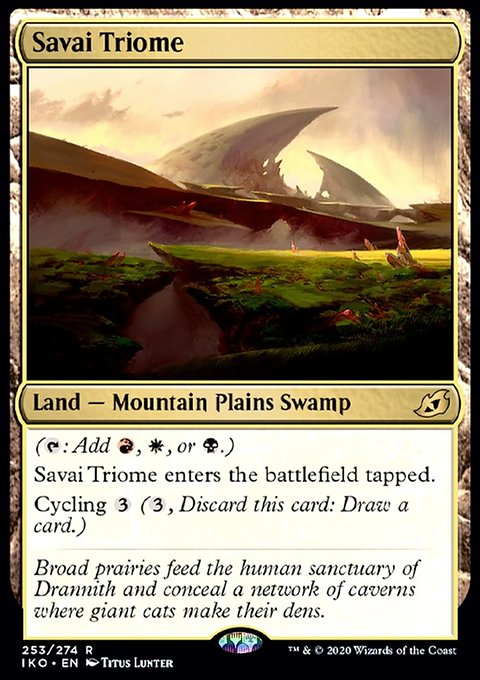 Savai Triome
Land — Mountain Plains Swamp
(: Add , , or .)
Savai Triome enters the battlefield tapped.
Cycling 3 (3, Discard this card: Draw a
card.)
Broad prairies feed the human sanctuary of
Drannith and conceal a network of caverns
where giant cats make their dens.
253/274 R
IKO • EN Titus Lunter
™ & © 2020 Wizards of the Coast